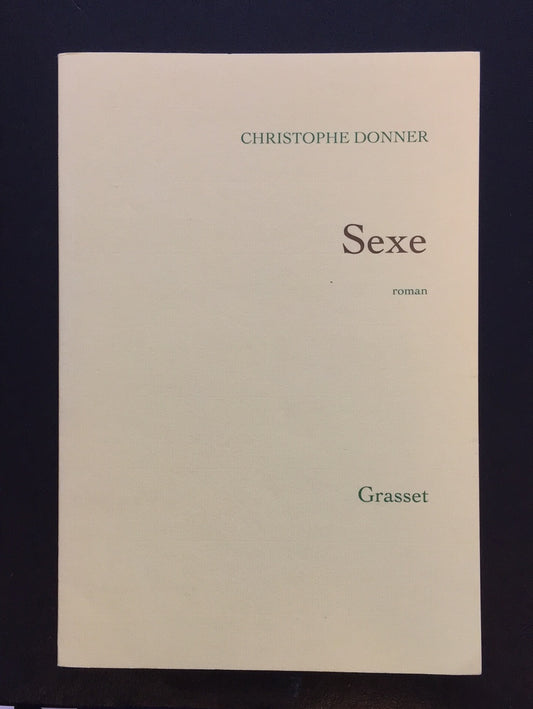 CHRISTOPHE DONNER
Sexe
roman
Grasset